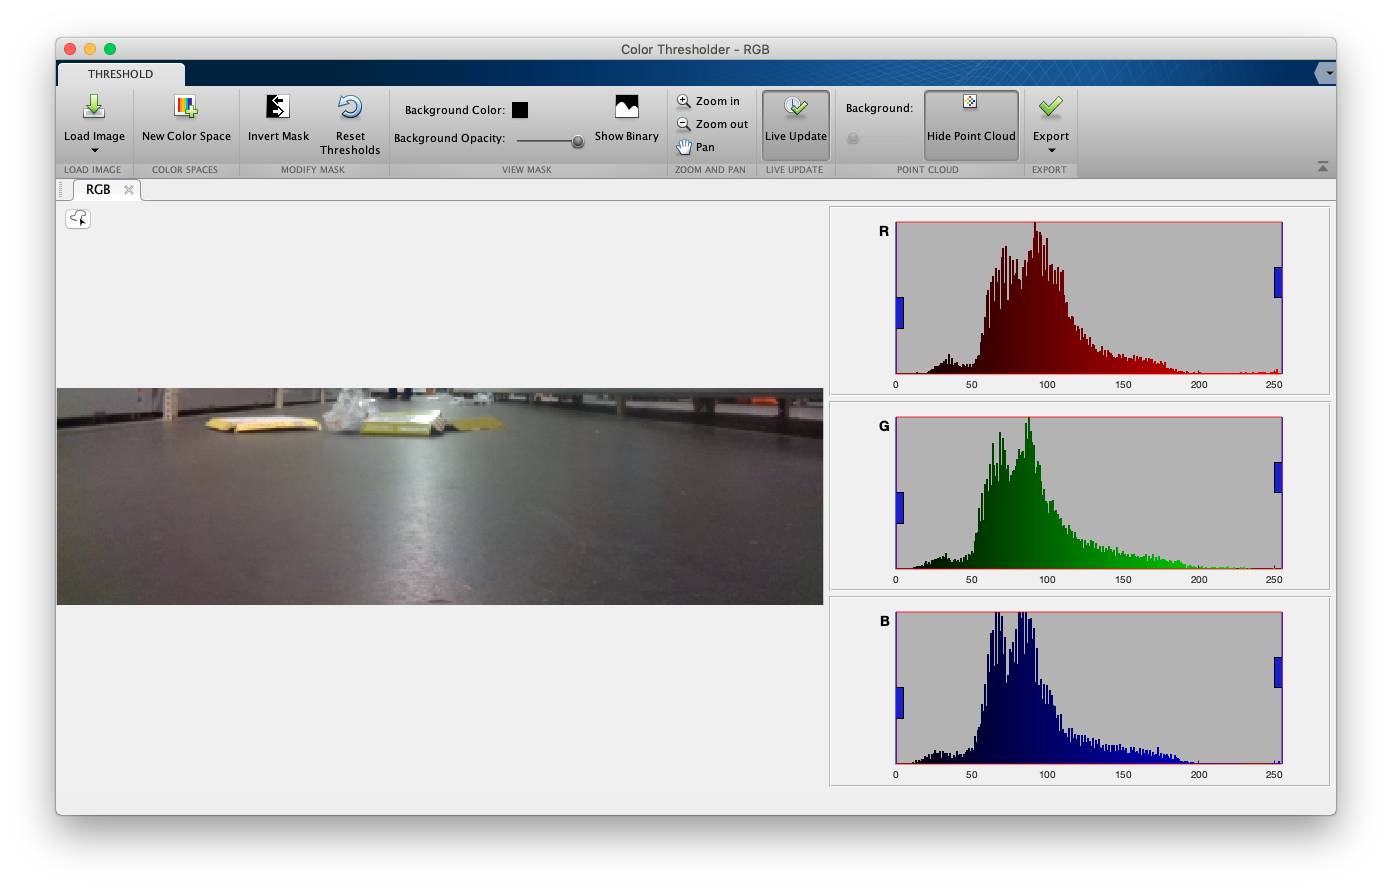 Color Thresholder - RGB
THRESHOLD
Load Image
New Color Space
Invert Mask
Reset
Thresholds
Background Color:
Background Opacity:
Show Binary
Zoom in
Zoom out
Pan
Live Update
Background:
Hide Point Cloud
Export
LOAD IMAGE
COLOR SPACES
MODIFY MASK
VIEW MASK
ZOOM AND PAN
LIVE UPDATE
POINT CLOUD
EXPORT
RGB
R
0 50 100 150 200 250
G
0 50 100 150 200 250
B
0 50 100 150 200 250